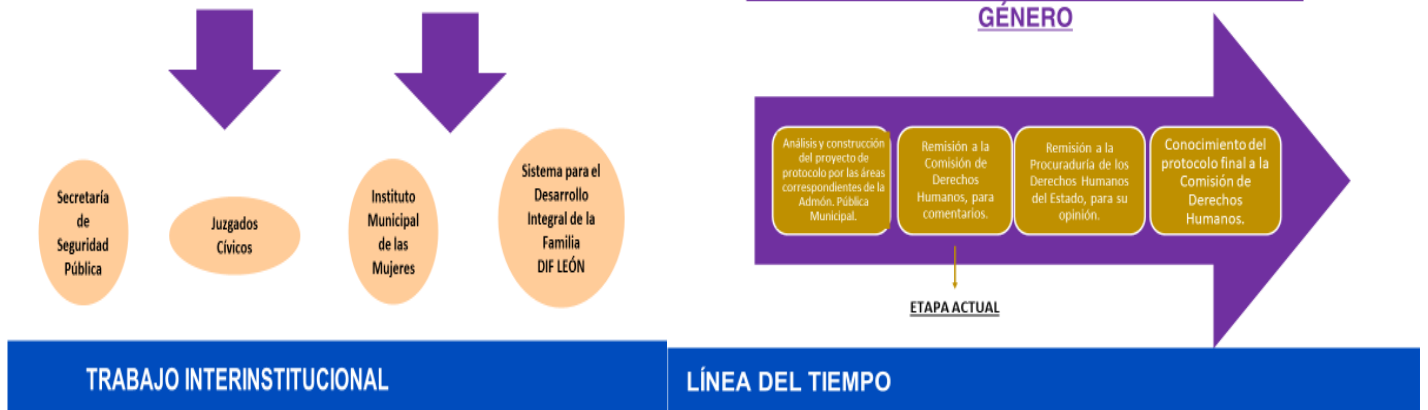 Secretaría
de
Seguridad
Pública
Juzgados
Cívicos
Instituto
Municipal
de las
Mujeres
Sistema para el
Desarrollo
Integral de la
Familia
DIF LEÓN
TRABAJO INTERINSTITUCIONAL
GÉNERO
Análisis y construcción
del proyecto de
protocolo por las áreas
correspondientes de la
Admón. Pública
Municipal.
Remisión a la
Comisión de
Derechos
Humanos, para
comentarios.
Remisión a la
Procuraduría de los
Derechos Humanos
del Estado, para su
opinión.
Conocimiento del
protocolo final a la
Comisión de
Derechos
Humanos.
ETAPA ACTUAL
LÍNEA DEL TIEMPO